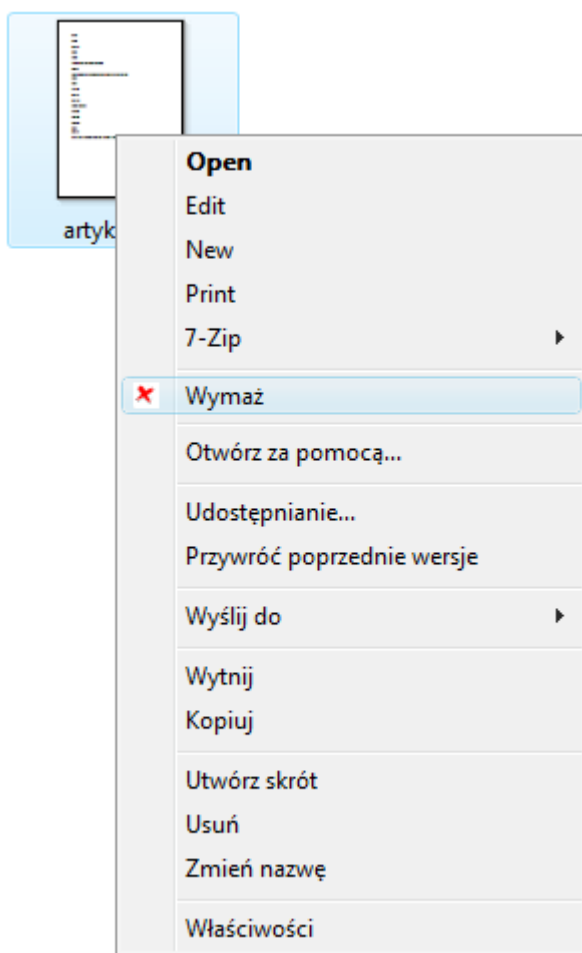 artyk
Open
Edit
New
Print
7-Zip
Wymaż
Otwórz za pomocą...
Udostępnianie...
Przywróć poprzednie wersje
Wyślij do
Wytnij
Kopiuj
Utwórz skrót
Usuń
Zmień nazwę
Właściwości